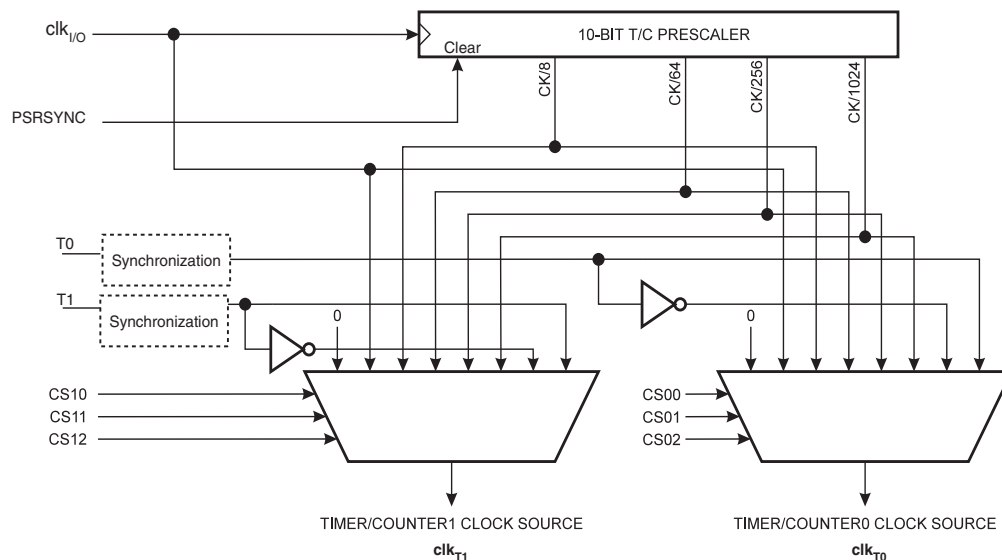 clkI/O
10-BIT T/C PRESCALER
Clear
CK/8
CK/64
CK/256
CK/1024
PSRSYNC
T0
Synchronization
T1
Synchronization
0
0
CS10
CS11
CS12
CS00
CS01
CS02
TIMER/COUNTER1 CLOCK SOURCE
clkT1
TIMER/COUNTER0 CLOCK SOURCE
clkT0